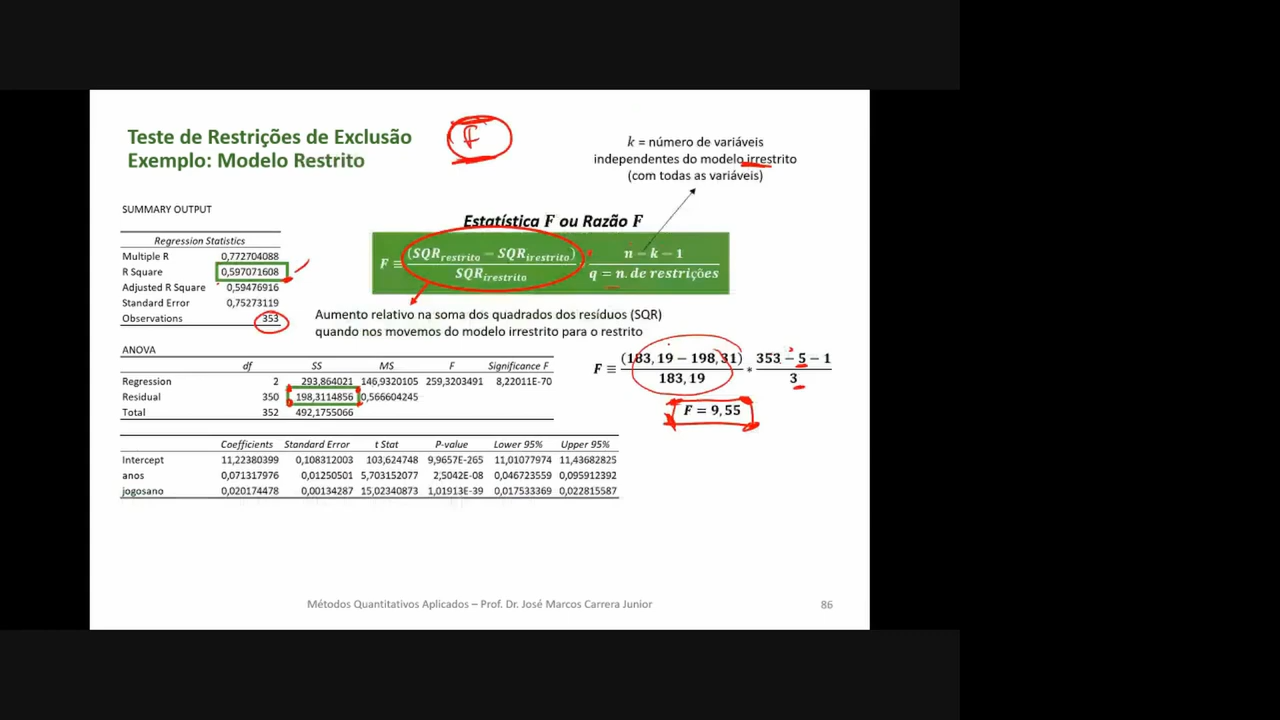 Teste de Restrições de Exclusão
Exemplo: Modelo Restrito
F
k = número de variáveis
independentes do modelo irrestrito
(com todas as variáveis)
SUMMARY OUTPUT
Regression Statistics
Multiple R 0,772704088
R Square 0,597071608
Adjusted R Square 0,59476916
Standard Error 0,75273119
Observations 353
Estatística F ou Razão F
F ≡ (SQRrestrito − SQRirestrito) / SQRirestrito · n − k − 1 / q = n. de restrições
Aumento relativo na soma dos quadrados dos resíduos (SQR)
quando nos movemos do modelo irrestrito para o restrito
ANOVA
df SS MS F Significance F
Regression 2 293,864021 146,9320105 259,3203491 8,22011E-70
Residual 350 198,3114856 0,566604245
Total 352 492,1755066
F ≡ (183,19 − 198,31) / 183,19 * 353 − 5 − 1 / 3
F = 9,55
Coefficients Standard Error t Stat P-value Lower 95% Upper 95%
Intercept 11,22380399 0,108312003 103,624748 9,9657E-265 11,01077974 11,43682825
anos 0,071317976 0,01250501 5,703152077 2,5042E-08 0,046723559 0,095912392
jogosano 0,020174478 0,00134287 15,02340873 1,01913E-39 0,017533369 0,022815587
Métodos Quantitativos Aplicados – Prof. Dr. José Marcos Carrera Junior
86